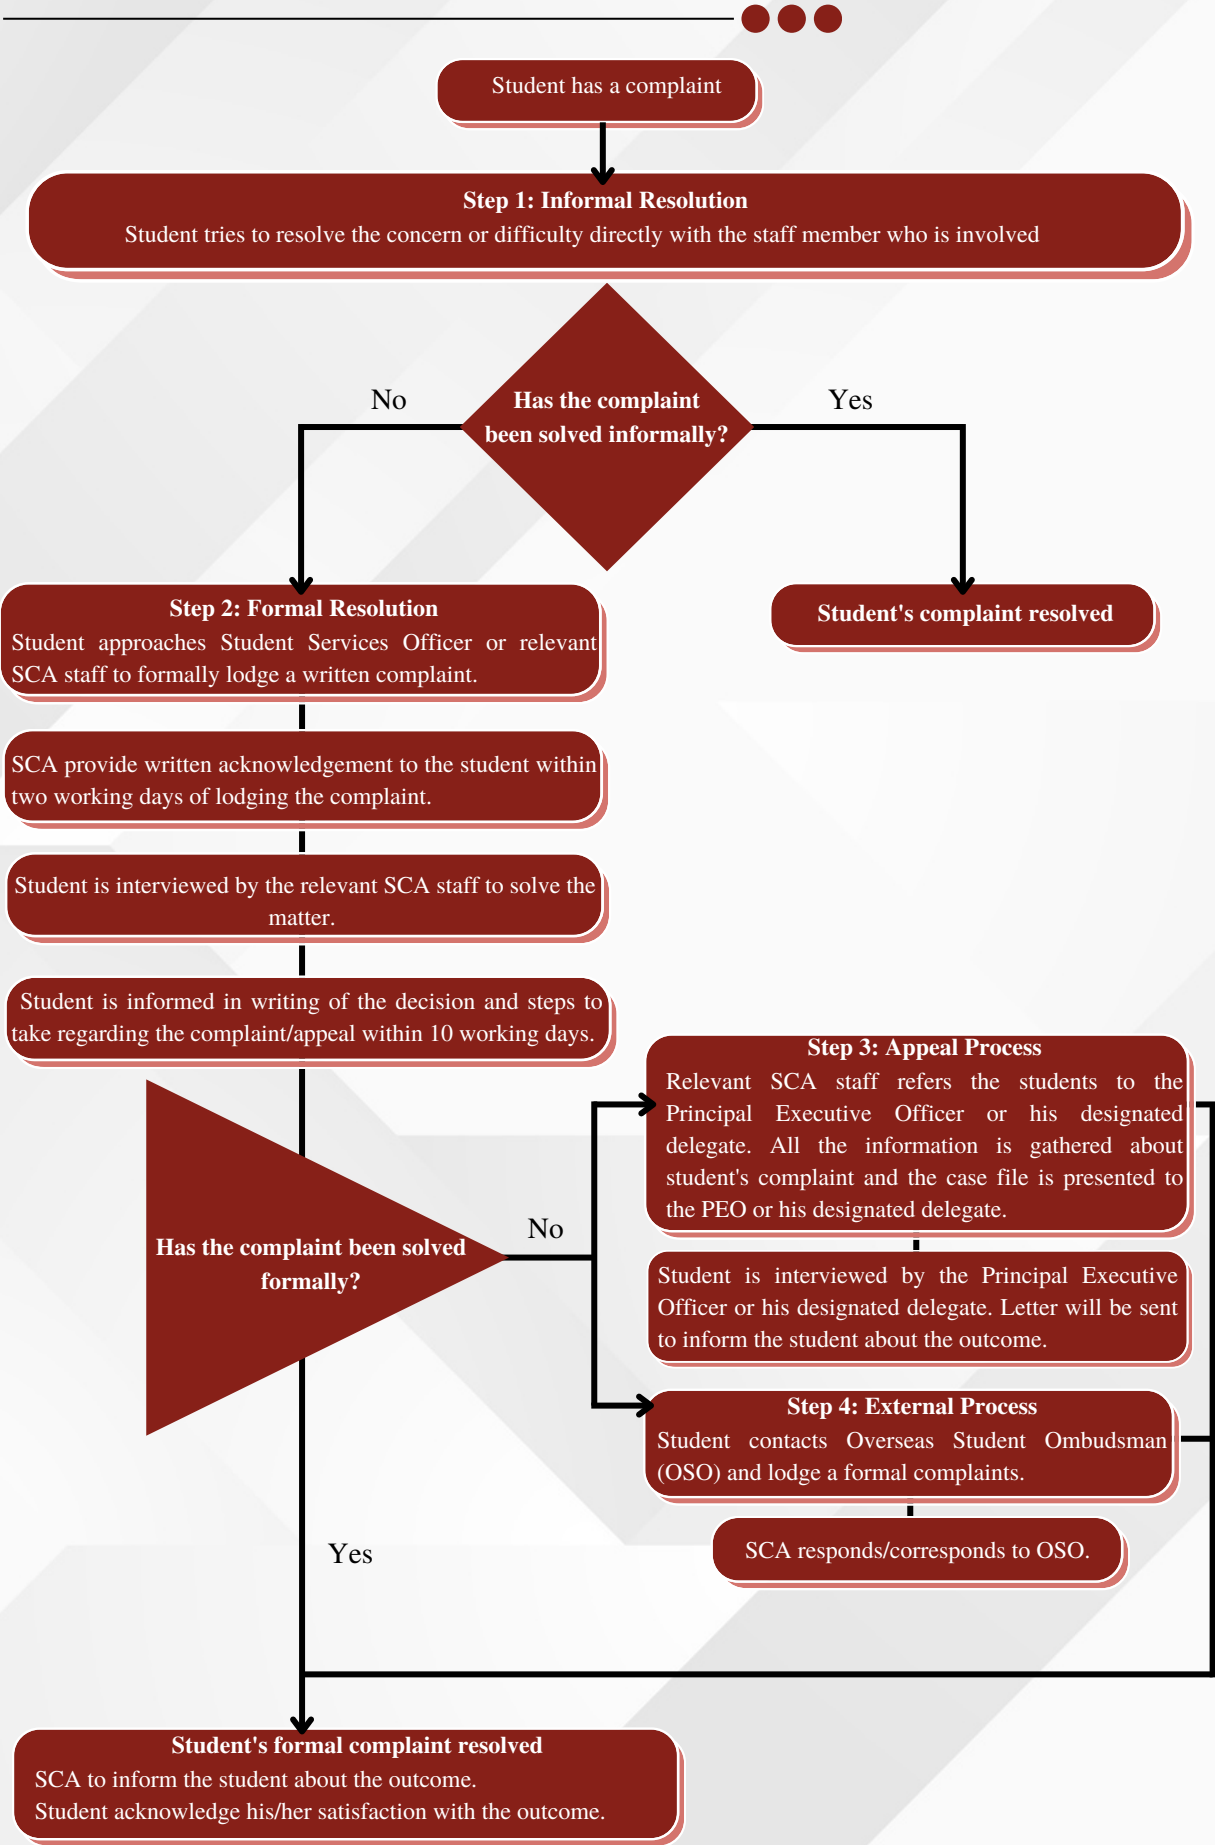 Student has a complaint
Step 1: Informal Resolution
Student tries to resolve the concern or difficulty directly with the staff member who is involved
Has the complaint
been solved informally?
No
Yes
Step 2: Formal Resolution
Student approaches Student Services Officer or relevant
SCA staff to formally lodge a written complaint.
Student's complaint resolved
SCA provide written acknowledgement to the student within
two working days of lodging the complaint.
Student is interviewed by the relevant SCA staff to solve the
matter.
Student is informed in writing of the decision and steps to
take regarding the complaint/appeal within 10 working days.
Has the complaint been solved
formally?
No
Step 3: Appeal Process
Relevant SCA staff refers the students to the
Principal Executive Officer or his designated
delegate. All the information is gathered about
student's complaint and the case file is presented to
the PEO or his designated delegate.
Student is interviewed by the Principal Executive
Officer or his designated delegate. Letter will be sent
to inform the student about the outcome.
Step 4: External Process
Student contacts Overseas Student Ombudsman
(OSO) and lodge a formal complaints.
SCA responds/corresponds to OSO.
Yes
Student's formal complaint resolved
SCA to inform the student about the outcome.
Student acknowledge his/her satisfaction with the outcome.